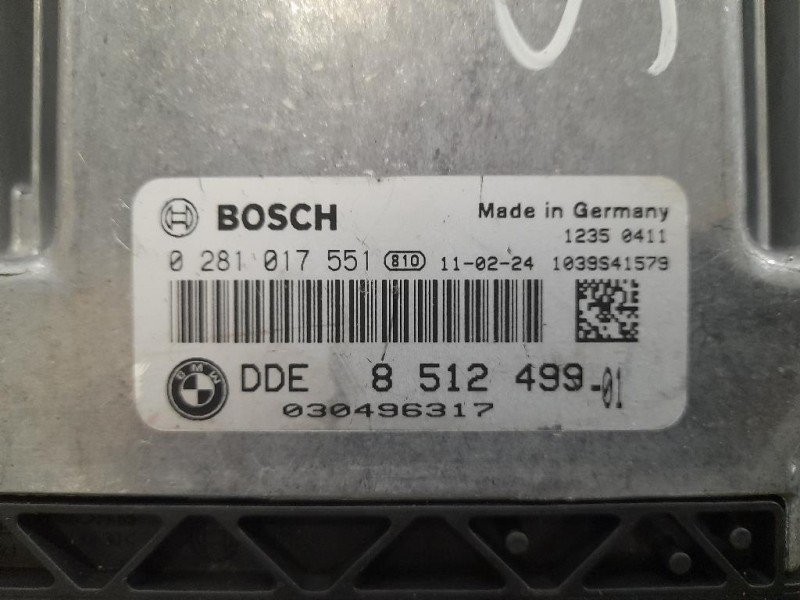 BOSCH Made in Germany
1235 0411
0 281 017 551 810 11-02-24 1039S41579
BMW DDE 8 512 499-01
030496317